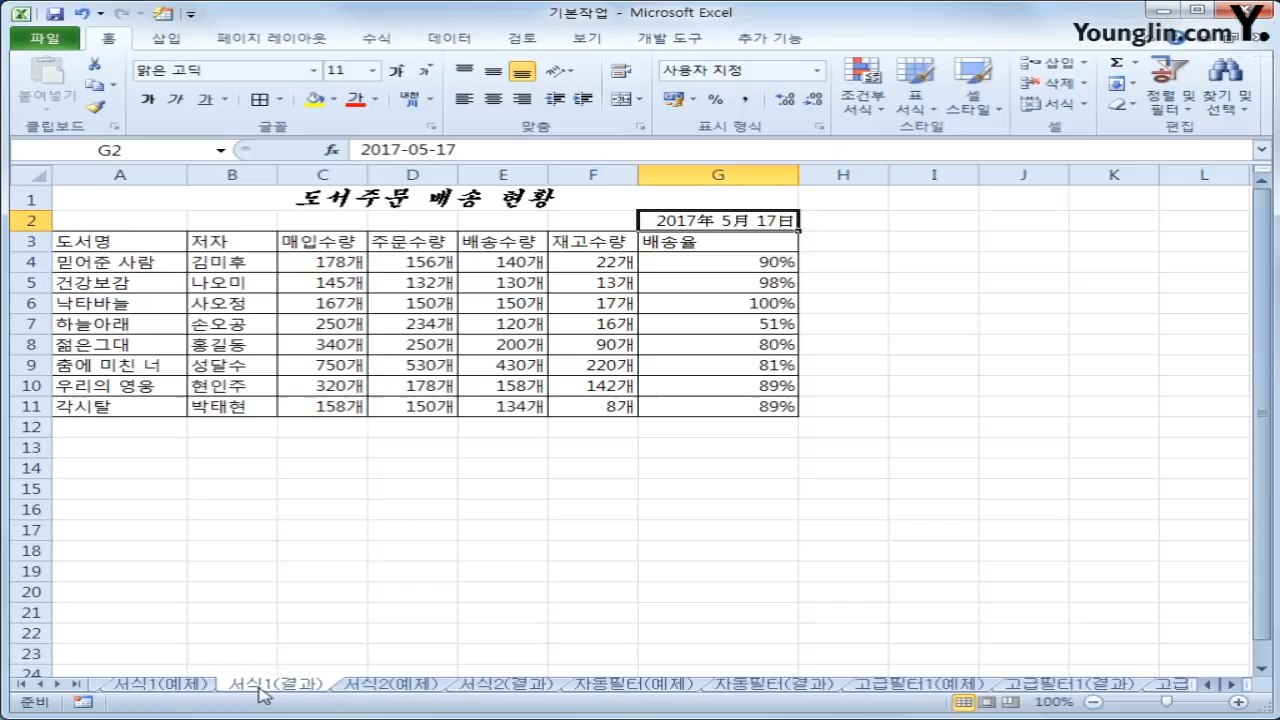 기본작업 - Microsoft Excel
Younglin.com Y.
파일 홈 삽입 페이지 레이아웃 수식 데이터 검토 보기 개발 도구 추가 기능
붙여넣기 맑은 고딕 11 가 가 사용자 지정 조건부 서식 표 서식 셀 스타일 삽입 삭제 서식 Σ 정렬 및 필터 찾기 및 선택
가 가 가 가 내천 % ,
클립보드 글꼴 맞춤 표시 형식 스타일 셀 편집
G2 fx 2017-05-17
A B C D E F G H I J K L
1 도서주문 배송 현황
2 2017年 5月 17日
3 도서명 저자 매입수량 주문수량 배송수량 재고수량 배송율
4 믿어준 사람 김미후 178개 156개 140개 22개 90%
5 건강보감 나오미 145개 132개 130개 13개 98%
6 낙타바늘 사오정 167개 150개 150개 17개 100%
7 하늘아래 손오공 250개 234개 120개 16개 51%
8 젊은그대 홍길동 340개 250개 200개 90개 80%
9 춤에 미친 너 성달수 750개 530개 430개 220개 81%
10 우리의 영웅 현인주 320개 178개 158개 142개 89%
11 각시탈 박태현 158개 150개 134개 8개 89%
12
13
14
15
16
17
18
19
20
21
22
23
24
서식1(예제) 서식1(결과) 서식2(예제) 서식2(결과) 자동필터(예제) 자동필터(결과) 고급필터1(예제) 고급필터1(결과) 고급
준비 100%